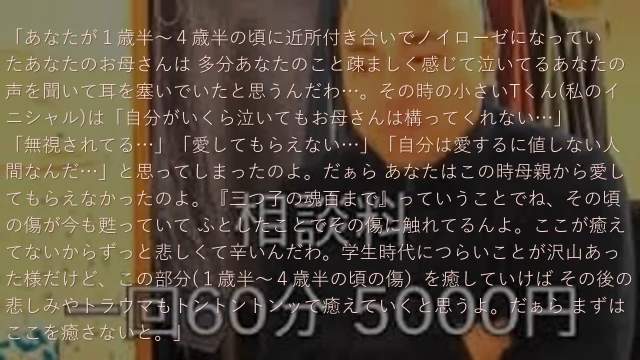 「あなたが１歳半～４歳半の頃に近所付き合いでノイローゼになってい
たあなたのお母さんは 多分あなたのこと疎ましく感じて泣いてるあなたの
声を聞いて耳を塞いでいたと思うんだわ…。その時の小さいTくん(私のイ
ニシャル)は「自分がいくら泣いてもお母さんは構ってくれない…」
「無視されてる…」「愛してもらえない…」「自分は愛するに値しない人
間なんだ…」と思ってしまったのよ。だぁら あなたはこの時母親から愛し
てもらえなかったのよ。『三つ子の魂百まで』っていうことでね、その頃
の傷が今も甦っていて ふとしたことでその傷に触れてるんよ。ここが癒え
てないからずっと悲しくて辛いんだわ。学生時代につらいことが沢山あっ
た様だけど、この部分(１歳半～４歳半の頃の傷）を癒していけば その後の
悲しみやトラウマもトントントンッて癒えていくと思うよ。だぁら まずは
ここを癒さないと。」
相談料
一回60分 5000円